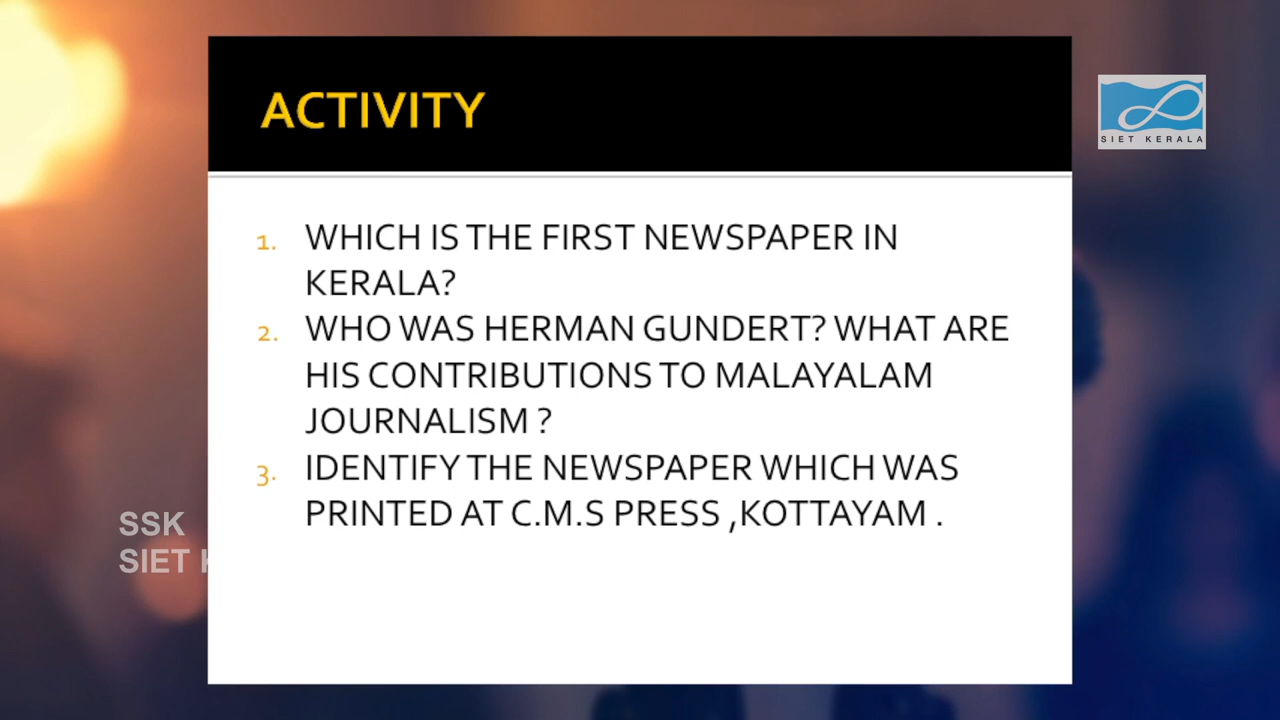 ACTIVITY
SIET KERALA
1. WHICH IS THE FIRST NEWSPAPER IN
KERALA?
2. WHO WAS HERMAN GUNDERT? WHAT ARE
HIS CONTRIBUTIONS TO MALAYALAM
JOURNALISM ?
3. IDENTIFY THE NEWSPAPER WHICH WAS
PRINTED AT C.M.S PRESS ,KOTTAYAM .
SSK
SIET